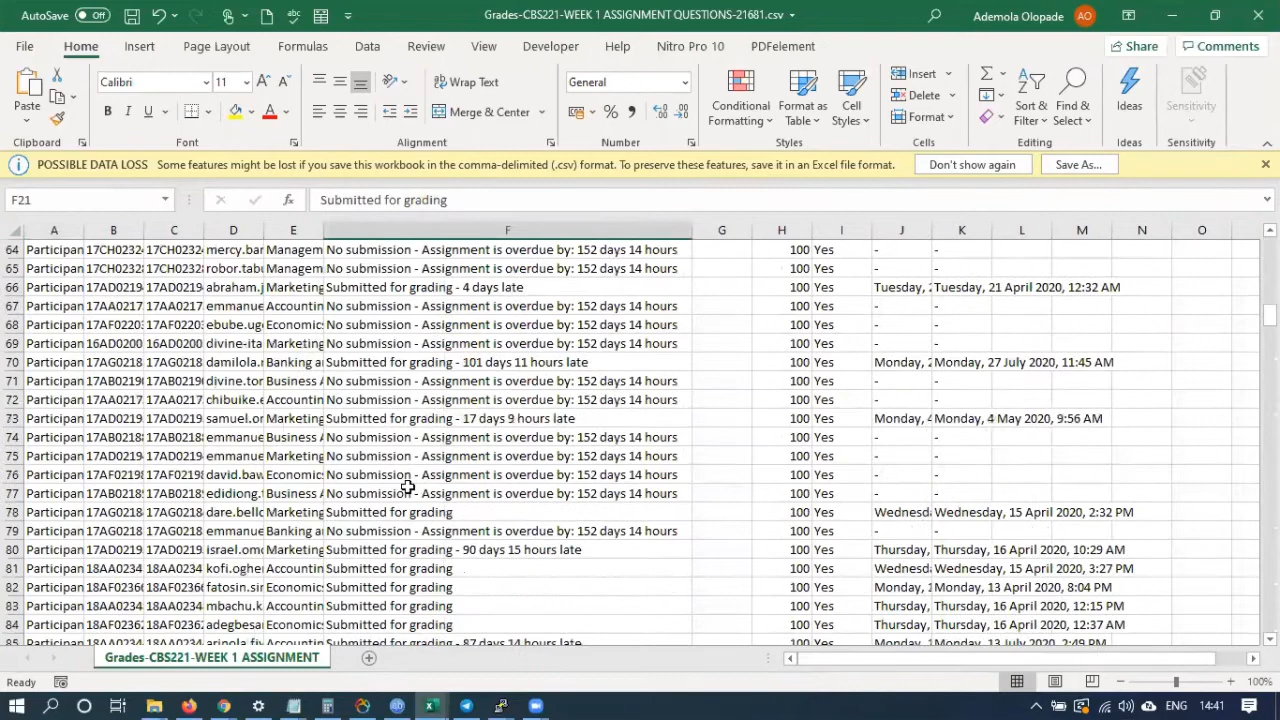 AutoSave Off Grades-CBS221-WEEK 1 ASSIGNMENT QUESTIONS-21681.csv Ademola Olopade AO
File Home Insert Page Layout Formulas Data Review View Developer Help Nitro Pro 10 PDFelement Share Comments
Calibri 11 A A Wrap Text General Insert
Paste B I U A Merge & Center % , Conditional Formatting Format as Table Cell Styles Delete Format Sort & Filter Find & Select Ideas Sensitivity
Clipboard Font Alignment Number Styles Cells Editing Ideas Sensitivity
POSSIBLE DATA LOSS Some features might be lost if you save this workbook in the comma-delimited (.csv) format. To preserve these features, save it in an Excel file format. Don't show again Save As...
F21 fx Submitted for grading
A B C D E F G H I J K L M N O
64 Participan 17CH0232 17CH0232 mercy.bar Managem No submission - Assignment is overdue by: 152 days 14 hours 100 Yes - -
65 Participan 17CH0232 17CH0232 robor.tabu Managem No submission - Assignment is overdue by: 152 days 14 hours 100 Yes - -
66 Participan 17AD0219 17AD0219 abraham.j Marketing Submitted for grading - 4 days late 100 Yes Tuesday, 2 Tuesday, 21 April 2020, 12:32 AM
67 Participan 17AA0217 17AA0217 emmanue Accountin No submission - Assignment is overdue by: 152 days 14 hours 100 Yes - -
68 Participan 17AF02203 17AF02203 ebube.ugo Economics No submission - Assignment is overdue by: 152 days 14 hours 100 Yes - -
69 Participan 16AD0200 16AD0200 divine-ita Marketing No submission - Assignment is overdue by: 152 days 14 hours 100 Yes - -
70 Participan 17AG0218 17AG0218 damilola.r Banking a Submitted for grading - 101 days 11 hours late 100 Yes Monday, 2 Monday, 27 July 2020, 11:45 AM
71 Participan 17AB0219 17AB0219 divine.tor Business A No submission - Assignment is overdue by: 152 days 14 hours 100 Yes - -
72 Participan 17AA0217 17AA0217 chibuike.e Accountin No submission - Assignment is overdue by: 152 days 14 hours 100 Yes - -
73 Participan 17AD0219 17AD0219 samuel.or Marketing Submitted for grading - 17 days 9 hours late 100 Yes Monday, 4 Monday, 4 May 2020, 9:56 AM
74 Participan 17AB0218 17AB0218 emmanue Business A No submission - Assignment is overdue by: 152 days 14 hours 100 Yes - -
75 Participan 17AD0219 17AD0219 emmanue Marketing No submission - Assignment is overdue by: 152 days 14 hours 100 Yes - -
76 Participan 17AF0219 17AF0219 david.baw Economics No submission - Assignment is overdue by: 152 days 14 hours 100 Yes - -
77 Participan 17AB0218 17AB0218 edidiong. Business A No submission - Assignment is overdue by: 152 days 14 hours 100 Yes - -
78 Participan 17AG0218 17AG0218 dare.bello Marketing Submitted for grading 100 Yes Wednesda Wednesday, 15 April 2020, 2:32 PM
79 Participan 17AG0218 17AG0218 emmanue Banking a No submission - Assignment is overdue by: 152 days 14 hours 100 Yes - -
80 Participan 17AD0219 17AD0219 israel.omo Marketing Submitted for grading - 90 days 15 hours late 100 Yes Thursday, Thursday, 16 April 2020, 10:29 AM
81 Participan 18AA0234 18AA0234 kofi.ogher Accountin Submitted for grading 100 Yes Wednesda Wednesday, 15 April 2020, 3:27 PM
82 Participan 18AF0236 18AF0236 fatosin.sir Economics Submitted for grading 100 Yes Monday, 1 Monday, 13 April 2020, 8:04 PM
83 Participan 18AA0234 18AA0234 mbachu.k Accountin Submitted for grading 100 Yes Thursday, Thursday, 16 April 2020, 12:15 PM
84 Participan 18AF02362 18AF02362 adegbesar Economics Submitted for grading 100 Yes Thursday, Thursday, 16 April 2020, 12:37 AM
85 Participan 18AA0234 18AA0234 arinola.fiv Accountin Submitted for grading - 87 days 14 hours late 100 Yes Monday, Monday, 13 July 2020, 2:49 PM
Grades-CBS221-WEEK 1 ASSIGNMENT
Ready 100%
ENG 14:41